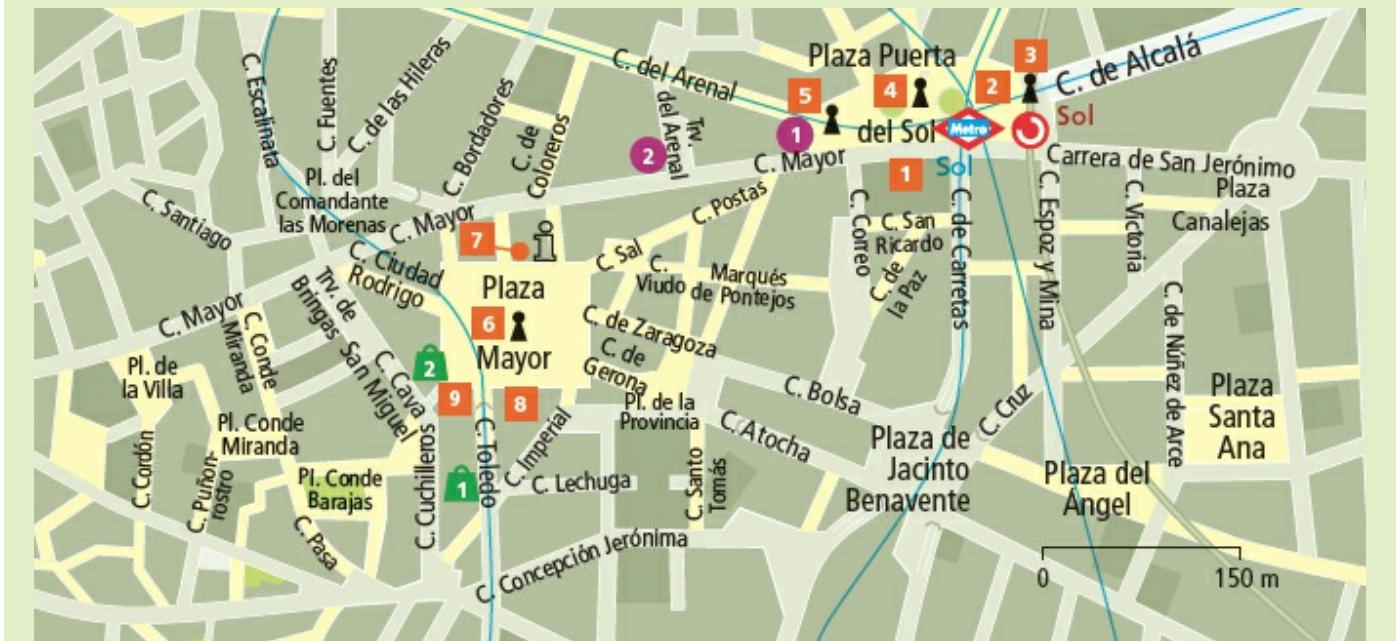 C. Escalinata
C. Fuentes
C. de las Hileras
C. Bordadores
C. de
Coloreros
C. del Arenal
Trv.
del Arenal
Plaza Puerta
del Sol
5
4
2
3
C. de Alcalá
Sol
Metro
Sol
1
2
C. Mayor
1
Carrera de San Jerónimo
Plaza
Canalejas
C. Santiago
Pl. del
Comandante
las Morenas
C. Mayor
7
C. Ciudad
Rodrigo
Plaza
Mayor
6
C. Postas
C. Sal
C.
Viudo
Marqués
de Pontejos
C. Correo
C. San
Ricardo
C. de
la Paz
C. de Carretas
C. Espoz y Mina
C. Victoria
C. Mayor
Trv. de
Bringas
C. Conde
Miranda
Pl. de
la Villa
C. Cava
San Miguel
2
9
8
C. de Zaragoza
C. de
Gerona
Pl. de la
Provincia
C. Bolsa
C. Atocha
C. Cruz
C. de Núñez de Arce
Plaza
Santa
Ana
Pl. Conde
Miranda
C. Cordón
C. Puñon-
rostro
Pl. Conde
Barajas
C. Pasa
C. Cuchilleros
1
C. Toledo
C. Imperial
C. Lechuga
C. Santo
Tomás
C. Concepción Jerónima
Plaza de
Jacinto
Benavente
Plaza del
Ángel
0
150 m